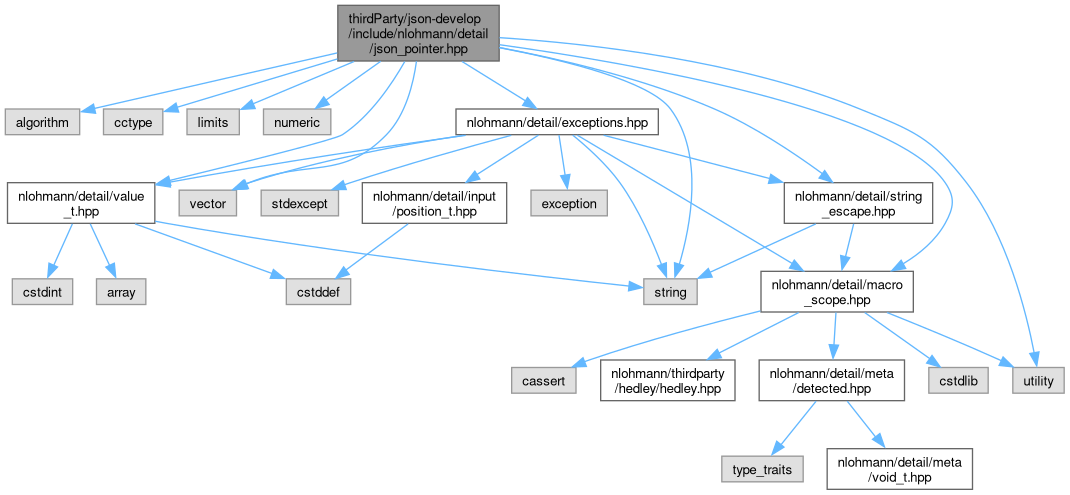 thirdParty/json-develop
/include/nlohmann/detail
/json_pointer.hpp
algorithm
cctype
limits
numeric
nlohmann/detail/exceptions.hpp
nlohmann/detail/value
_t.hpp
vector
stdexcept
nlohmann/detail/input
/position_t.hpp
exception
nlohmann/detail/string
_escape.hpp
cstdint
array
cstddef
string
nlohmann/detail/macro
_scope.hpp
cassert
nlohmann/thirdparty
/hedley/hedley.hpp
nlohmann/detail/meta
/detected.hpp
cstdlib
utility
type_traits
nlohmann/detail/meta
/void_t.hpp